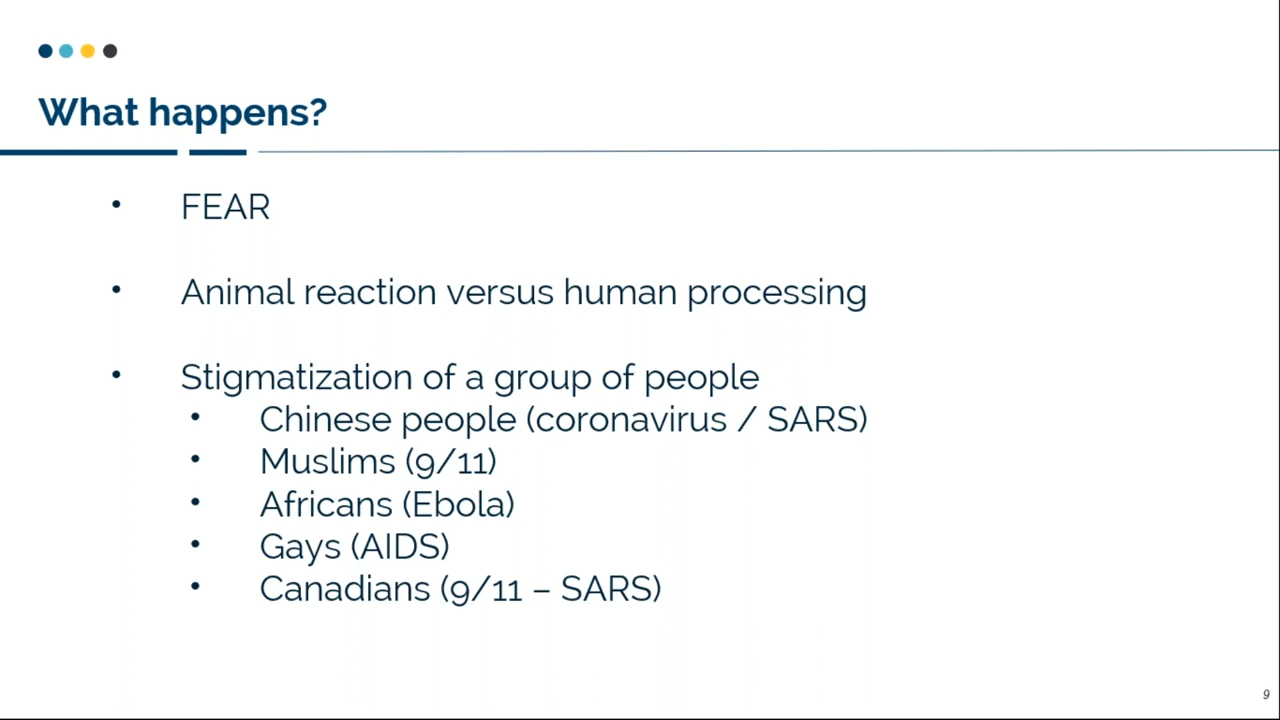 What happens?
• FEAR
• Animal reaction versus human processing
• Stigmatization of a group of people
• Chinese people (coronavirus / SARS)
• Muslims (9/11)
• Africans (Ebola)
• Gays (AIDS)
• Canadians (9/11 – SARS)
9